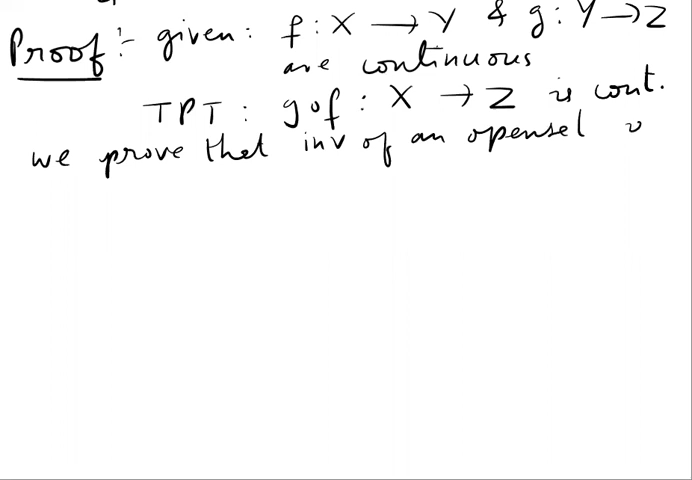 Proof :- given : f : X → Y & g : Y → Z
are continuous
TPT : gof : X → Z is cont.
we prove that inv of an openset